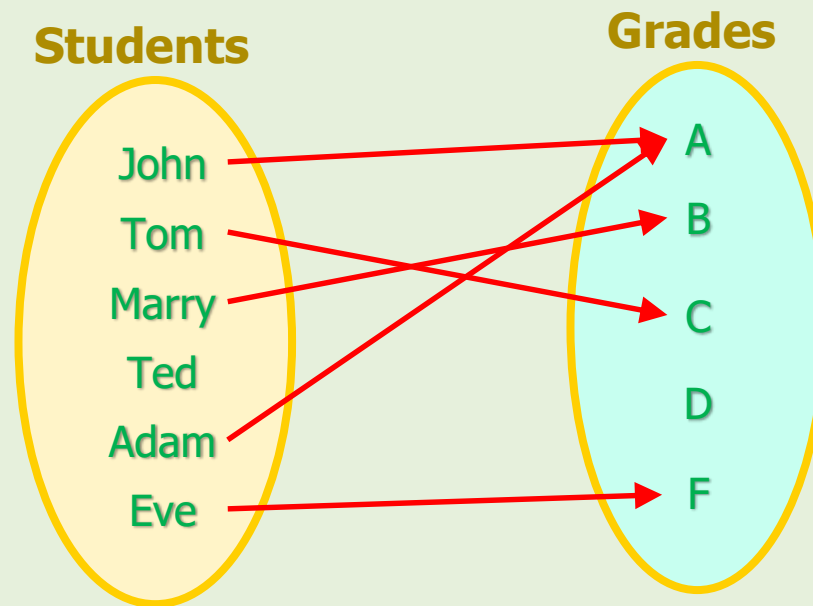 Students
John
Tom
Marry
Ted
Adam
Eve
Grades
A
B
C
D
F